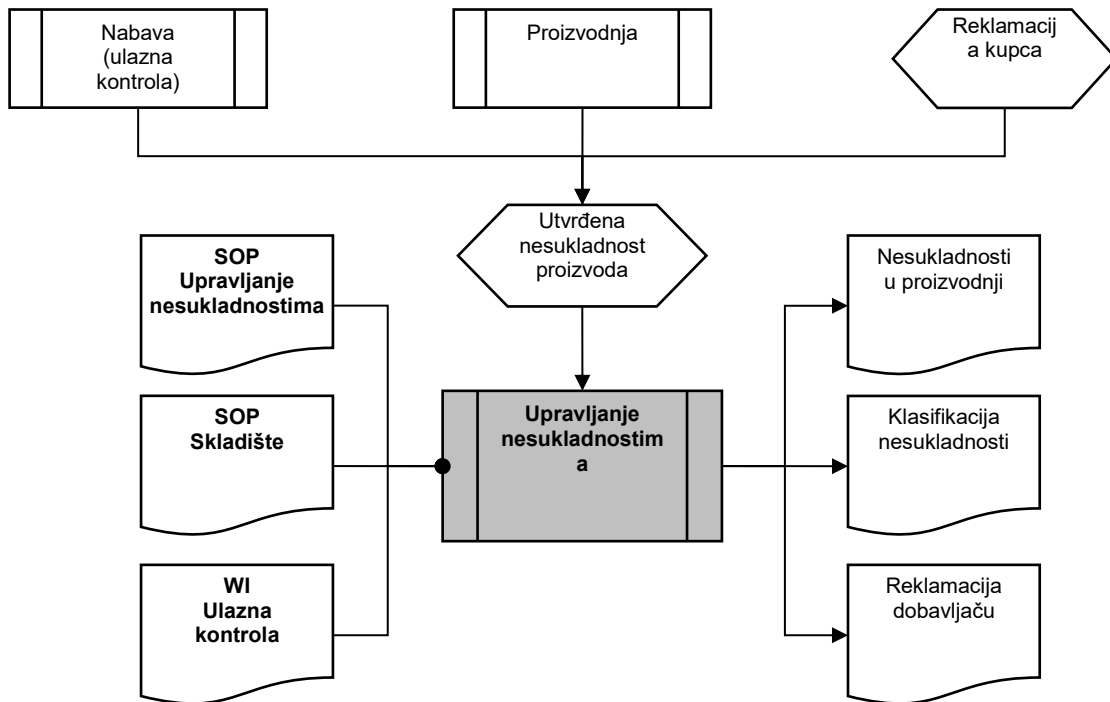 Nabava
(ulazna
kontrola)
Proizvodnja
Reklamacij
a kupca
Utvrđena
nesukladnost
proizvoda
SOP
Upravljanje
nesukladnostima
Nesukladnosti
u proizvodnji
SOP
Skladište
Upravljanje
nesukladnostim
a
Klasifikacija
nesukladnosti
WI
Ulazna
kontrola
Reklamacija
dobavljaču